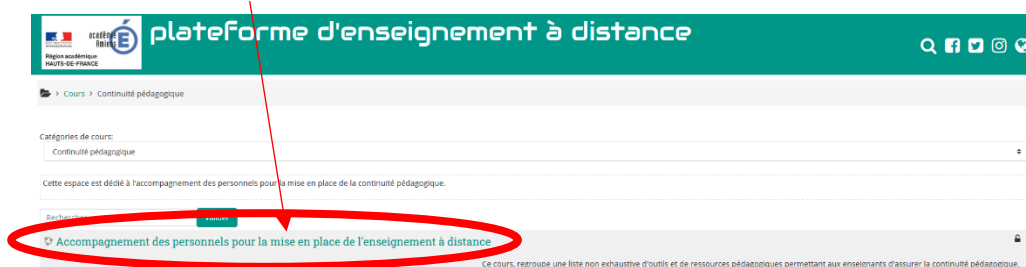 académie
Amiens
Région académique
HAUTS-DE-FRANCE
plateforme d'enseignement à distance
> Cours > Continuité pédagogique
Catégories de cours:
Continuité pédagogique
Cette espace est dédié à l'accompagnement des personnels pour la mise en place de la continuité pédagogique.
Accompagnement des personnels pour la mise en place de l'enseignement à distance
Ce cours, regroupe une liste non exhaustive d'outils et de ressources pédagogiques permettant aux enseignants d'assurer la continuité pédagogique.